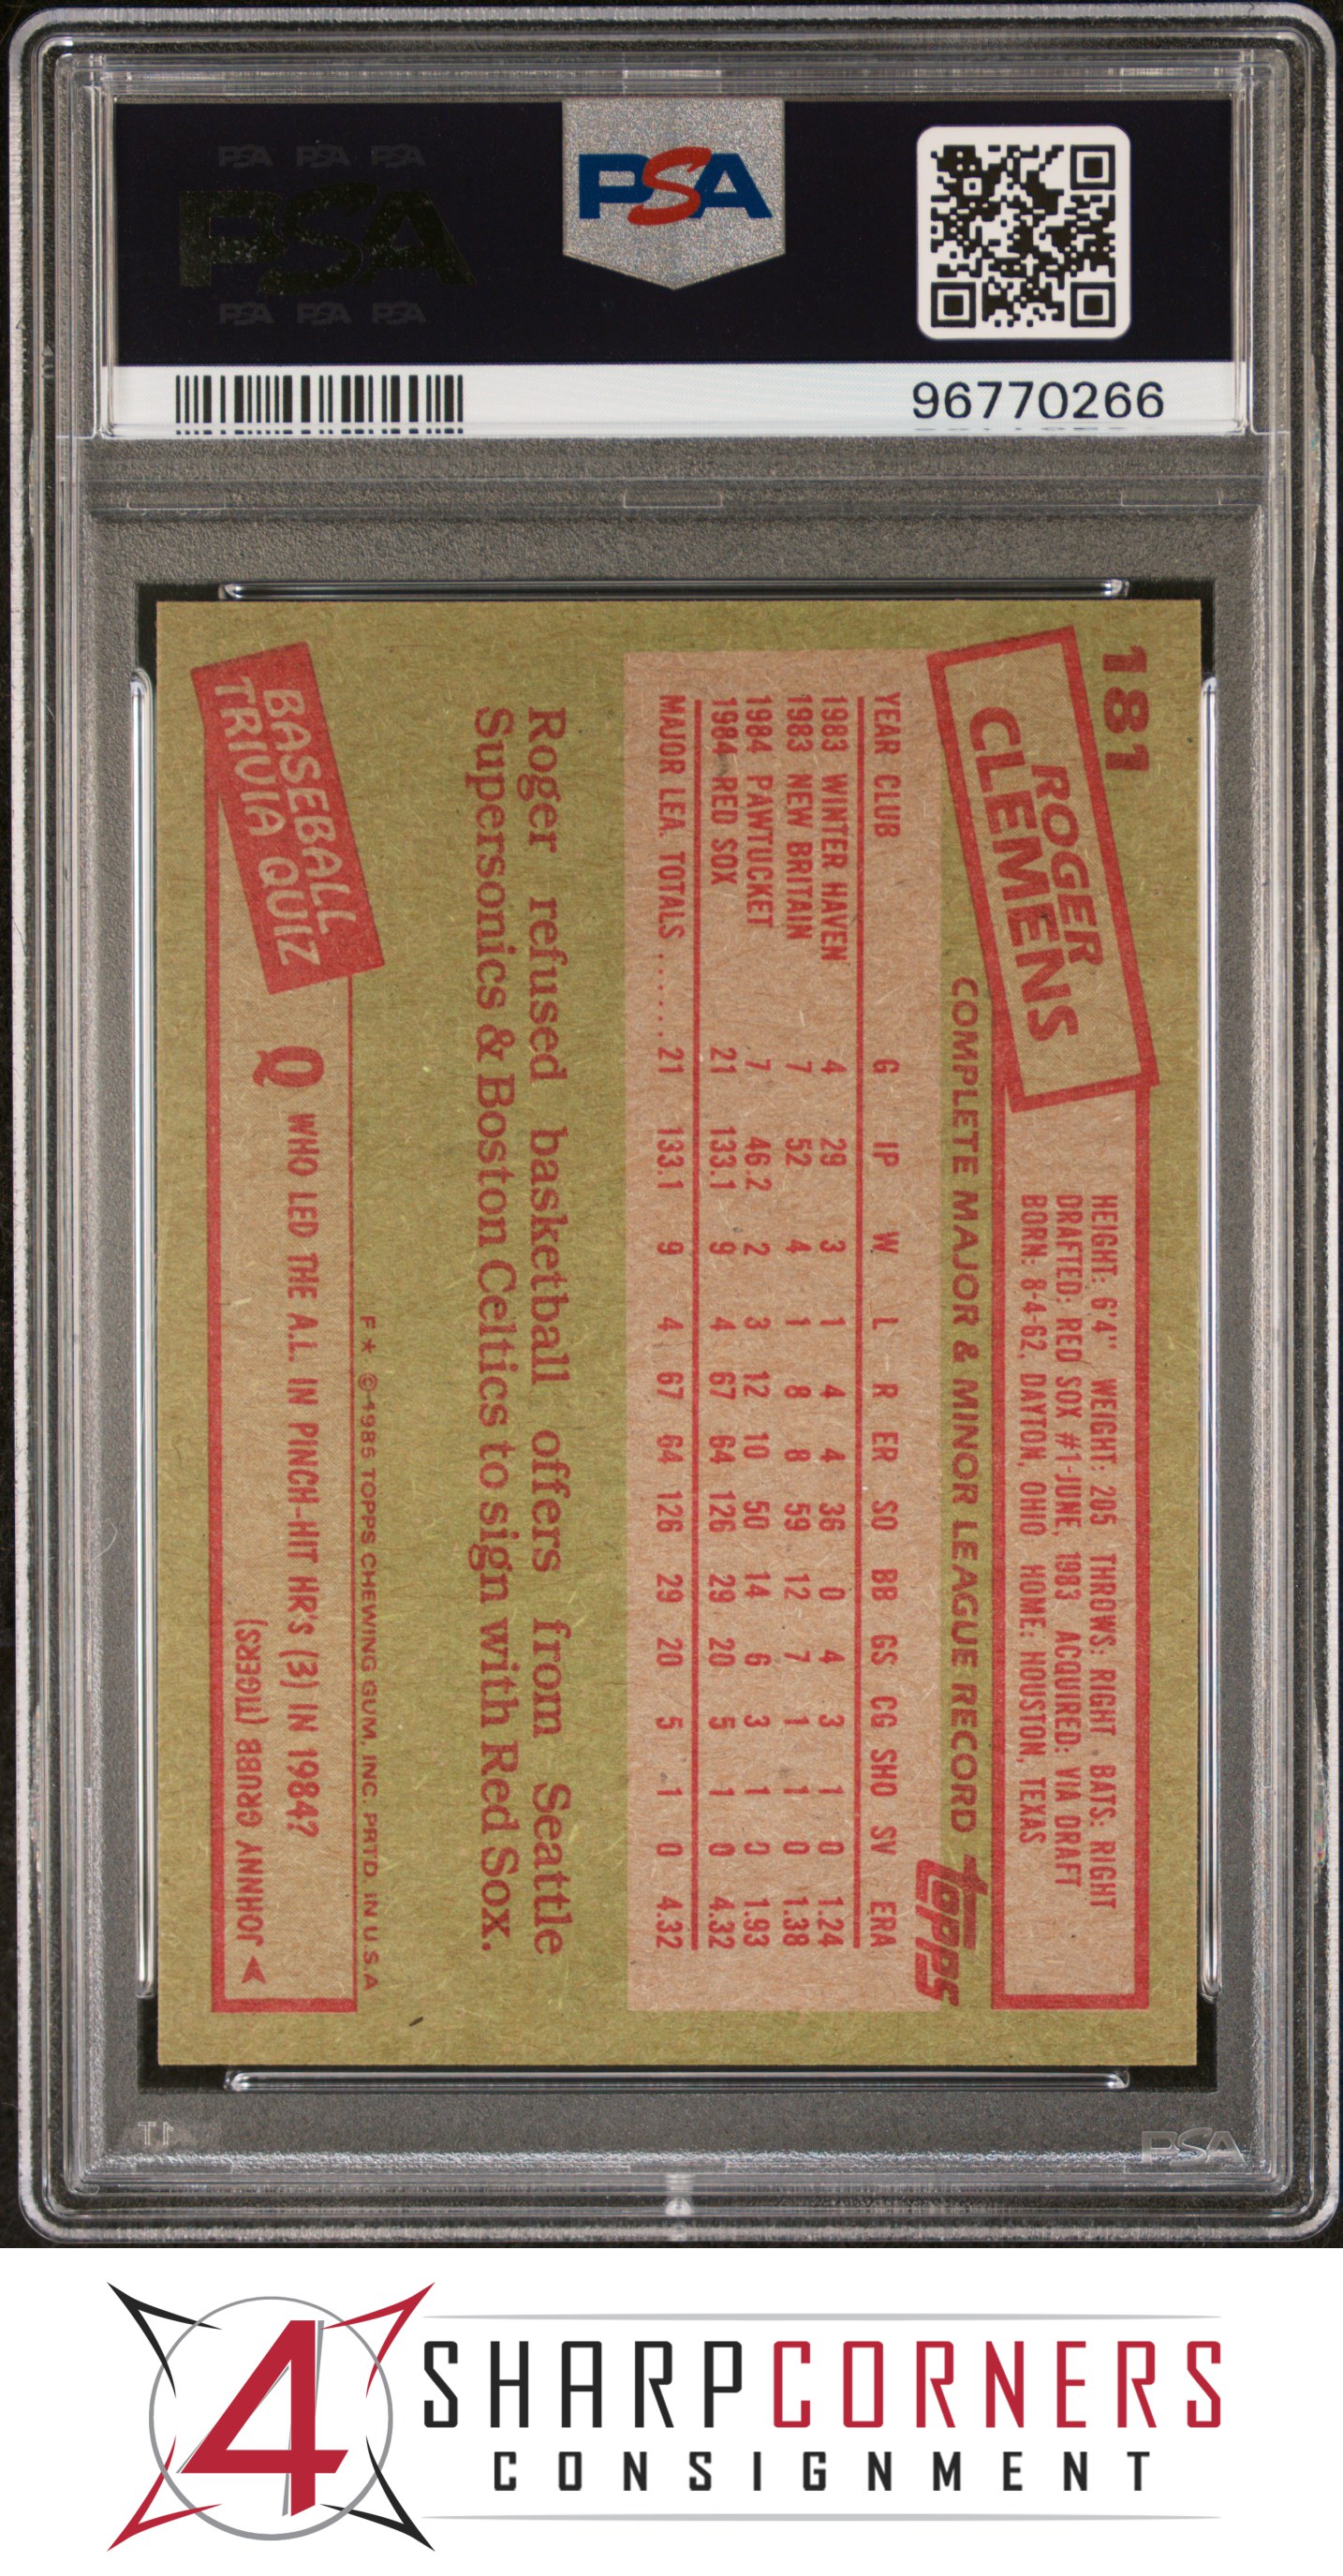 PSA PSA PSA
PSA
PSA PSA PSA
PSA
96770266
181
ROGER
CLEMENS
HEIGHT: 6'4" WEIGHT: 205 THROWS: RIGHT BATS: RIGHT
DRAFTED: RED SOX #1-JUNE, 1983 ACQUIRED: VIA DRAFT
BORN: 8-4-62, DAYTON, OHIO HOME: HOUSTON, TEXAS
COMPLETE MAJOR & MINOR LEAGUE RECORD
topps
YEAR CLUB G IP W L R ER SO BB GS CG SHO SV ERA
1983 WINTER HAVEN 4 29 3 1 4 4 36 0 4 3 1 0 1.24
1983 NEW BRITAIN 7 52 4 1 8 8 59 12 7 1 1 0 1.38
1984 PAWTUCKET 7 46.2 2 3 12 10 50 14 6 3 1 0 1.93
1984 RED SOX 21 133.1 9 4 67 64 126 29 20 5 1 0 4.32
MAJOR LEA. TOTALS ...... 21 133.1 9 4 67 64 126 29 20 5 1 0 4.32
Roger refused basketball offers from Seattle
Supersonics & Boston Celtics to sign with Red Sox.
F* © 1985 TOPPS CHEWING GUM, INC. PRTD. IN U.S.A
BASEBALL
TRIVIA QUIZ
Q WHO LED THE A.L. IN PINCH-HIT HR'S (3) IN 1984?
JOHNNY GRUBB (TIGERS)
PSA
4 SHARPCORNERS
CONSIGNMENT